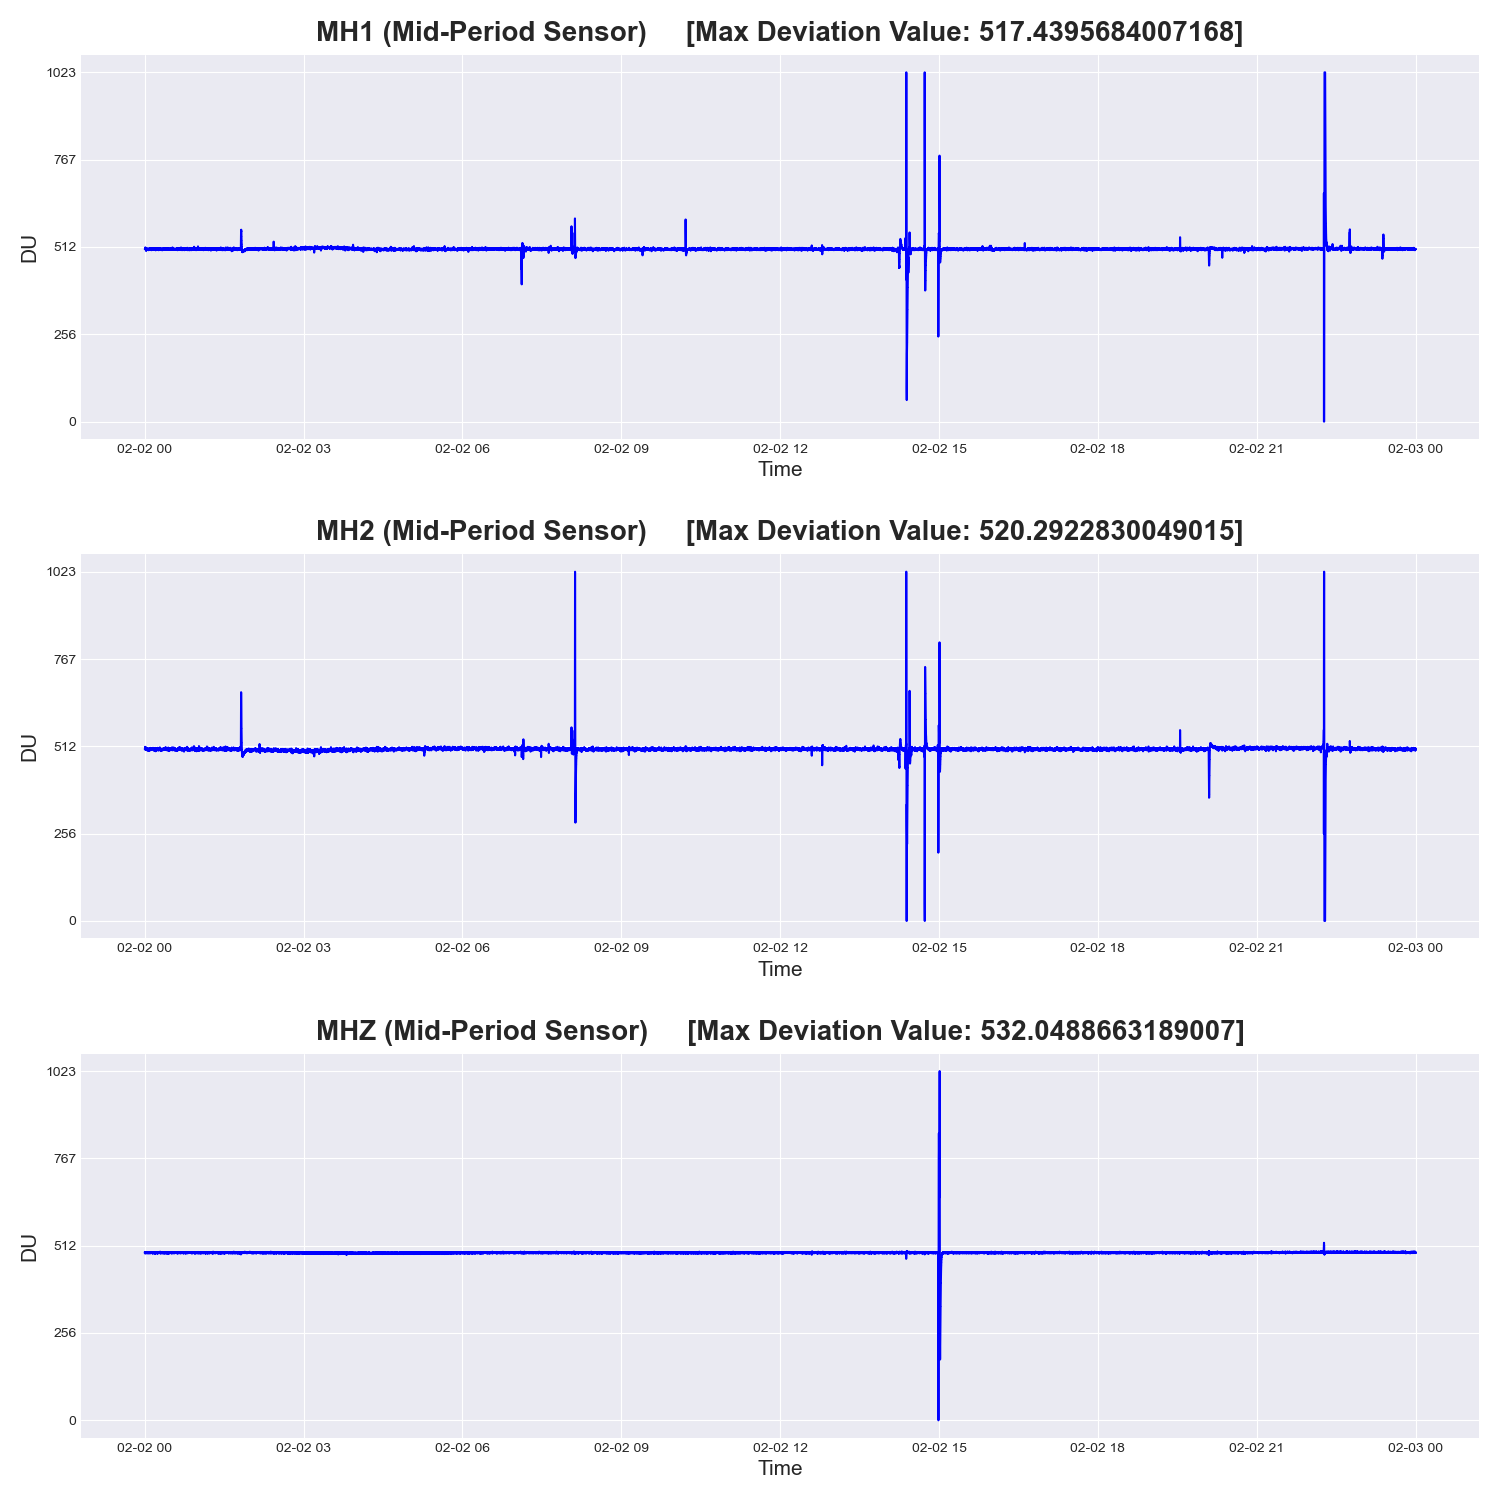 MH1 (Mid-Period Sensor) [Max Deviation Value: 517.4395684007168]
1023
767
512
256
0
DU
02-02 00 02-02 03 02-02 06 02-02 09 02-02 12 02-02 15 02-02 18 02-02 21 02-03 00
Time
MH2 (Mid-Period Sensor) [Max Deviation Value: 520.2922830049015]
1023
767
512
256
0
DU
02-02 00 02-02 03 02-02 06 02-02 09 02-02 12 02-02 15 02-02 18 02-02 21 02-03 00
Time
MHZ (Mid-Period Sensor) [Max Deviation Value: 532.0488663189007]
1023
767
512
256
0
DU
02-02 00 02-02 03 02-02 06 02-02 09 02-02 12 02-02 15 02-02 18 02-02 21 02-03 00
Time